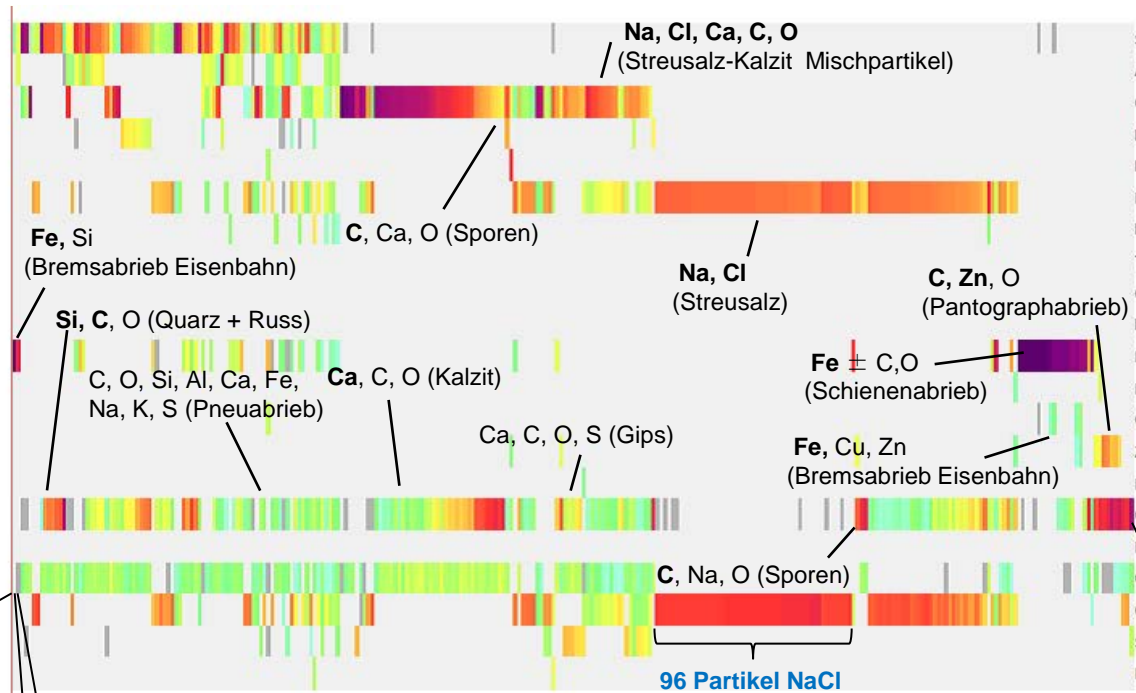 Na, Cl, Ca, C, O
(Streusalz-Kalzit Mischpartikel)
C, Ca, O (Sporen)
Fe, Si
(Bremsabrieb Eisenbahn)
Na, Cl
(Streusalz)
C, Zn, O
(Pantographabrieb)
Si, C, O (Quarz + Russ)
C, O, Si, Al, Ca, Fe,
Na, K, S (Pneuabrieb)
Ca, C, O (Kalzit)
Fe ± C,O
(Schienenabrieb)
Ca, C, O, S (Gips)
Fe, Cu, Zn
(Bremsabrieb Eisenbahn)
C, Na, O (Sporen)
96 Partikel NaCl